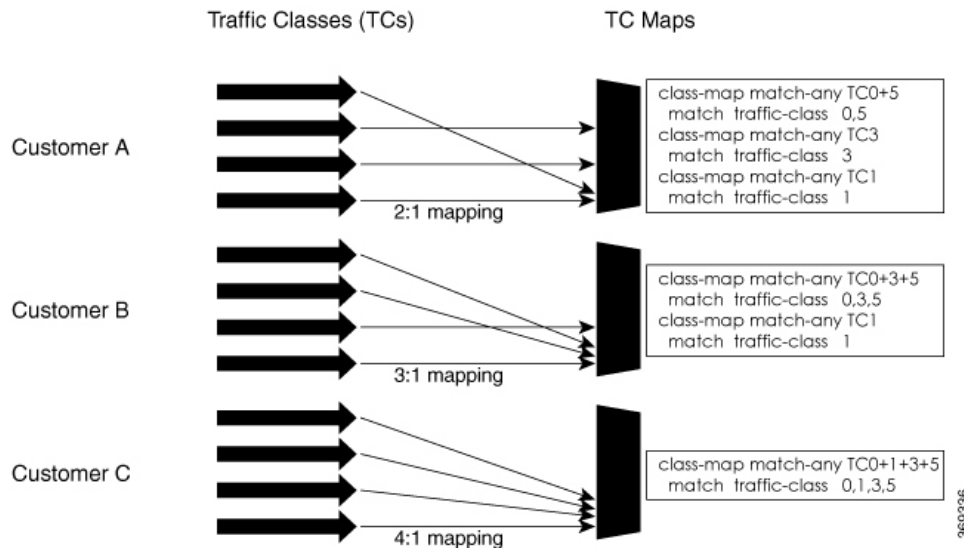 Traffic Classes (TCs)
TC Maps
Customer A
2:1 mapping
class-map match-any TC0+5
match traffic-class 0,5
class-map match-any TC3
match traffic-class 3
class-map match-any TC1
match traffic-class 1
Customer B
3:1 mapping
class-map match-any TC0+3+5
match traffic-class 0,3,5
class-map match-any TC1
match traffic-class 1
Customer C
4:1 mapping
class-map match-any TC0+1+3+5
match traffic-class 0,1,3,5
369336